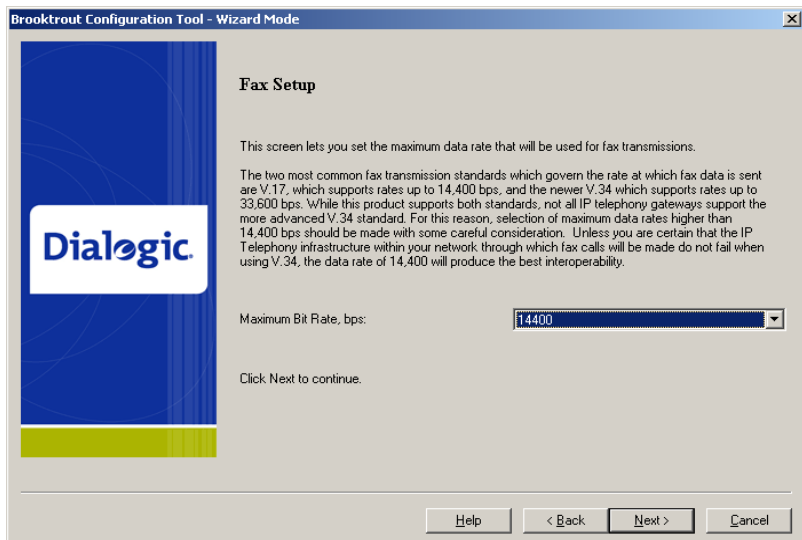 Brooktrout Configuration Tool - Wizard Mode
Fax Setup
This screen lets you set the maximum data rate that will be used for fax transmissions.
The two most common fax transmission standards which govern the rate at which fax data is sent
are V.17, which supports rates up to 14,400 bps, and the newer V.34 which supports rates up to
33,600 bps. While this product supports both standards, not all IP telephony gateways support the
more advanced V.34 standard. For this reason, selection of maximum data rates higher than
14,400 bps should be made with some careful consideration. Unless you are certain that the IP
Telephony infrastructure within your network through which fax calls will be made do not fail when
using V.34, the data rate of 14,400 will produce the best interoperability.
Dialogic.
Maximum Bit Rate, bps:
14400
Click Next to continue.
Help
< Back
Next >
Cancel